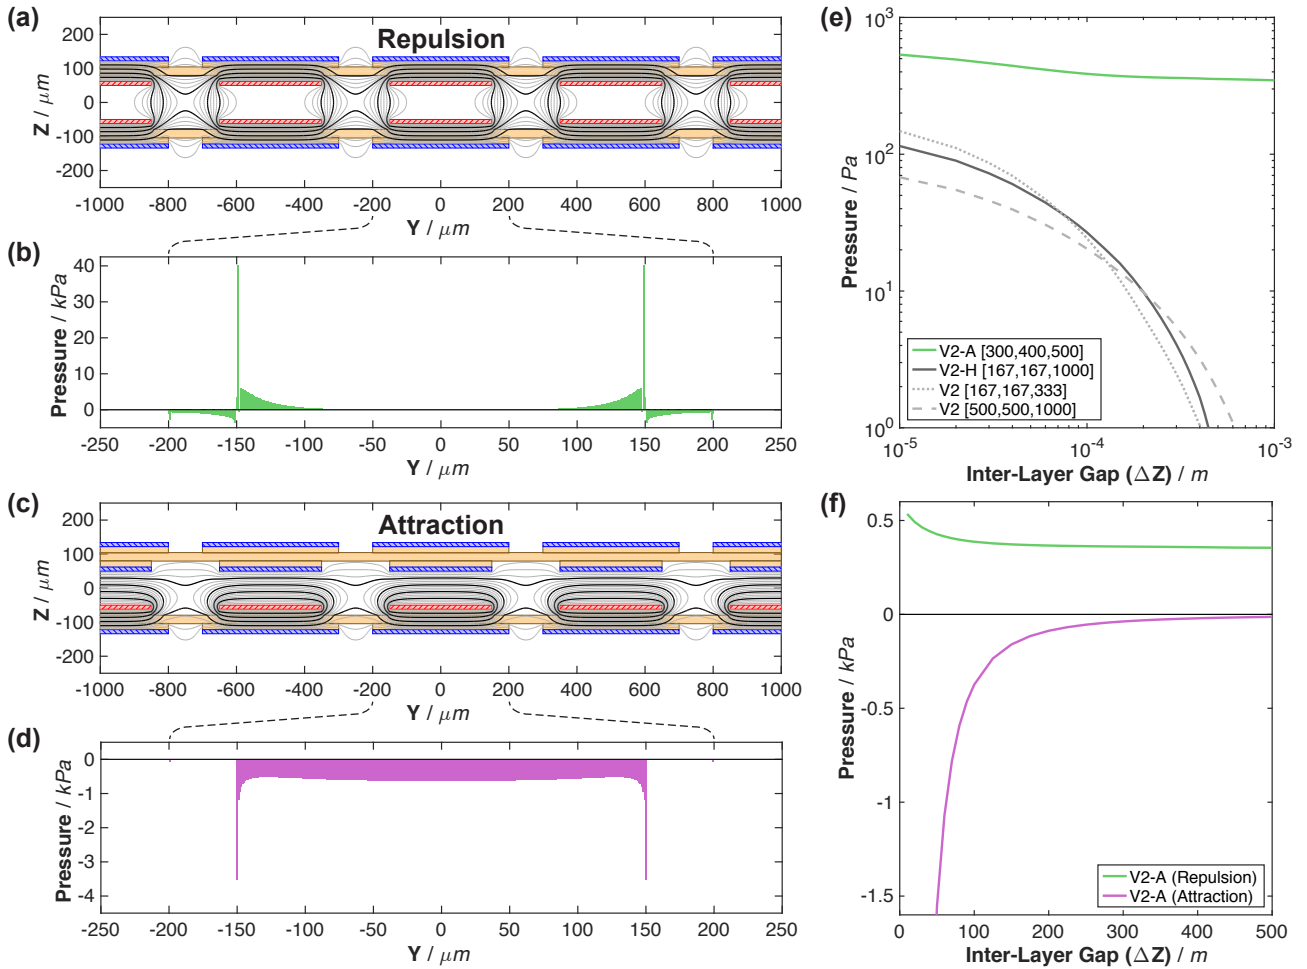 (a)
Repulsion
200
100
0
-100
-200
Z / μm
-1000 -800 -600 -400 -200 0 200 400 600 800 1000
Y / μm
(b)
40
30
20
10
0
Pressure / kPa
-250 -200 -150 -100 -50 0 50 100 150 200 250
Y / μm
(c)
Attraction
200
100
0
-100
-200
Z / μm
-1000 -800 -600 -400 -200 0 200 400 600 800 1000
Y / μm
(d)
0
-1
-2
-3
-4
Pressure / kPa
-250 -200 -150 -100 -50 0 50 100 150 200 250
Y / μm
(e)
10³
10²
10¹
10⁰
Pressure / Pa
V2-A [300,400,500]
V2-H [167,167,1000]
V2 [167,167,333]
V2 [500,500,1000]
10⁻⁵ 10⁻⁴ 10⁻³
Inter-Layer Gap (ΔZ) / m
(f)
0.5
0
-0.5
-1
-1.5
Pressure / kPa
V2-A (Repulsion)
V2-A (Attraction)
0 100 200 300 400 500
Inter-Layer Gap (ΔZ) / m